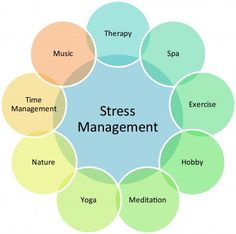 Therapy
Spa
Exercise
Hobby
Meditation
Yoga
Nature
Time
Management
Music
Stress
Management